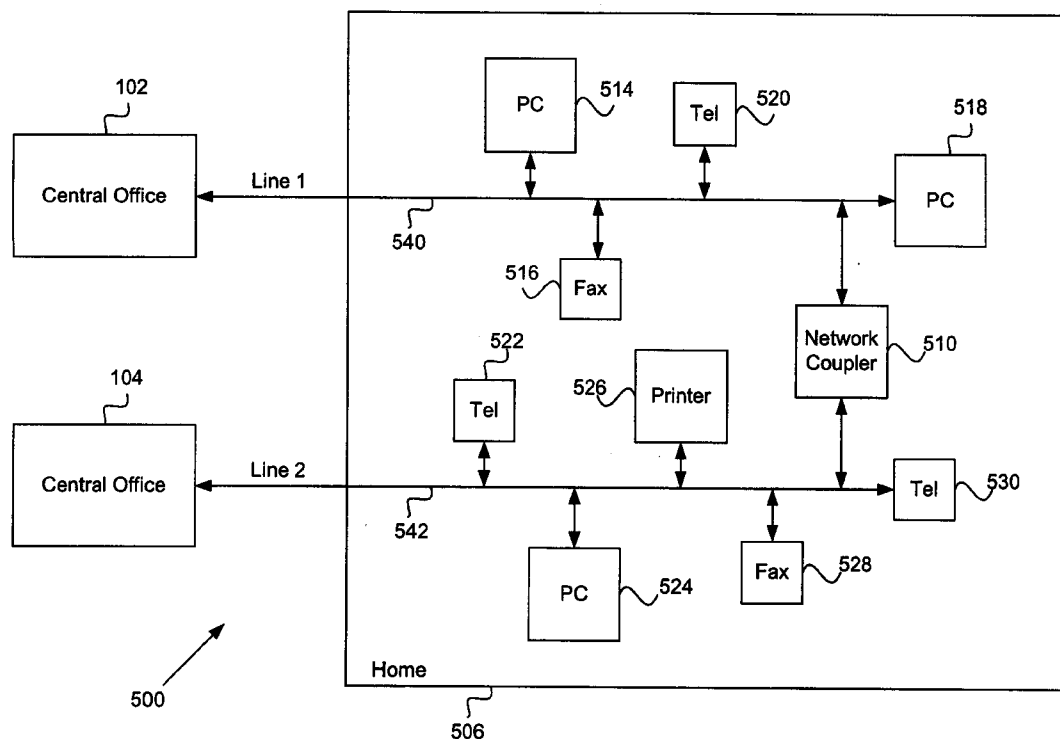 102
Central Office
Line 1
540
PC
514
Tel
520
518
PC
516
Fax
Network
Coupler
510
522
Tel
526
Printer
104
Central Office
Line 2
542
Tel
530
PC
524
Fax
528
500
Home
506